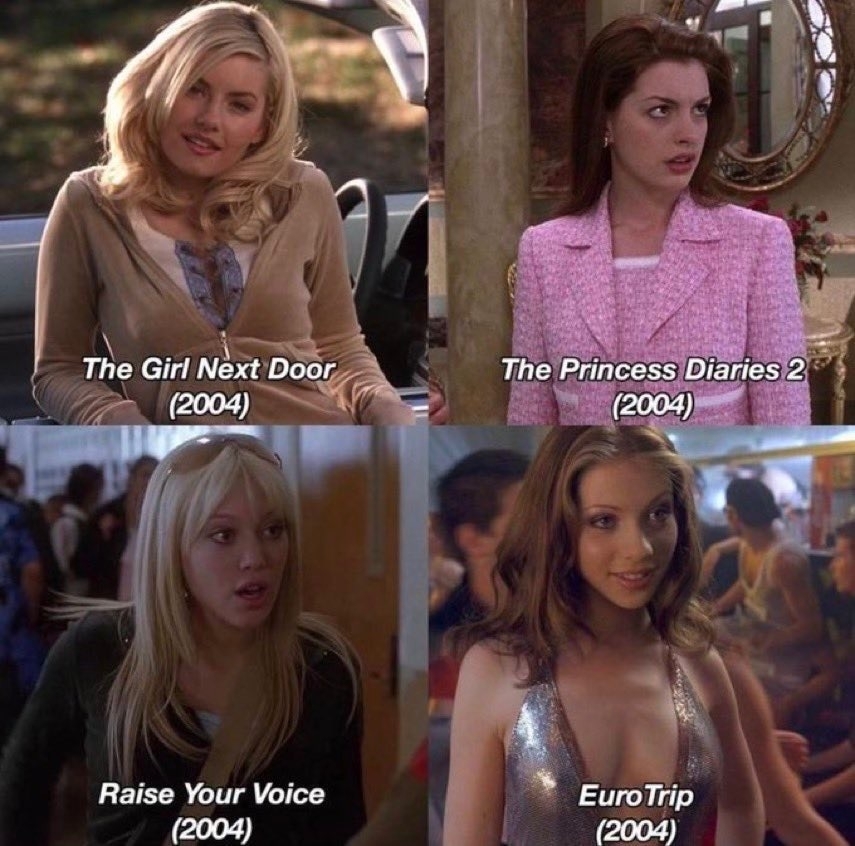 The Girl Next Door
(2004)
The Princess Diaries 2
(2004)
Raise Your Voice
(2004)
EuroTrip
(2004)